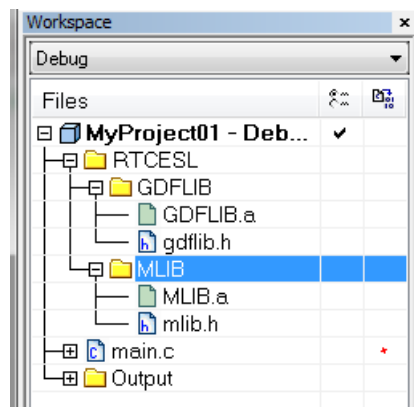 Workspace
Debug
Files
MyProject01 - Deb...
RTCESL
GDFLIB
GDFLIB.a
gdflib.h
MLIB
MLIB.a
mlib.h
main.c
Output